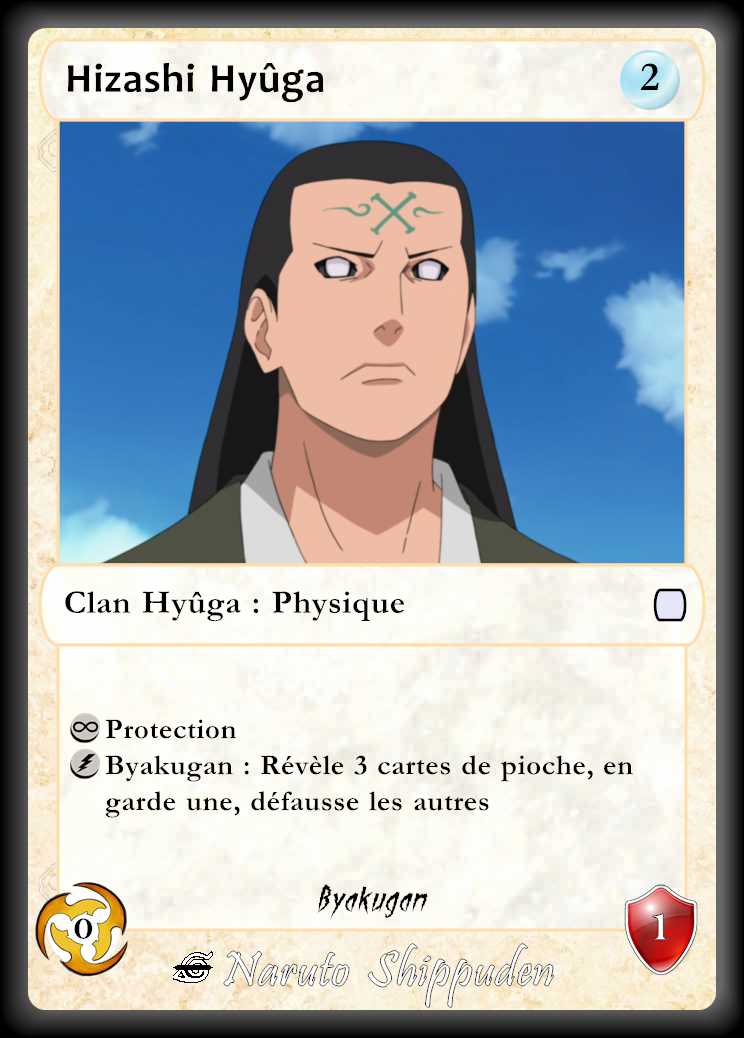 Hizashi Hyûga
2
Clan Hyûga : Physique
Protection
Byakugan : Révèle 3 cartes de pioche, en
garde une, défausse les autres
Byakugan
0
1
Naruto Shippuden